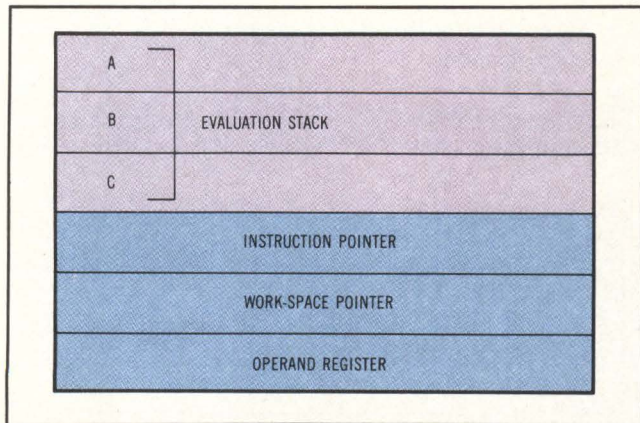 A
B EVALUATION STACK
C
INSTRUCTION POINTER
WORK-SPACE POINTER
OPERAND REGISTER